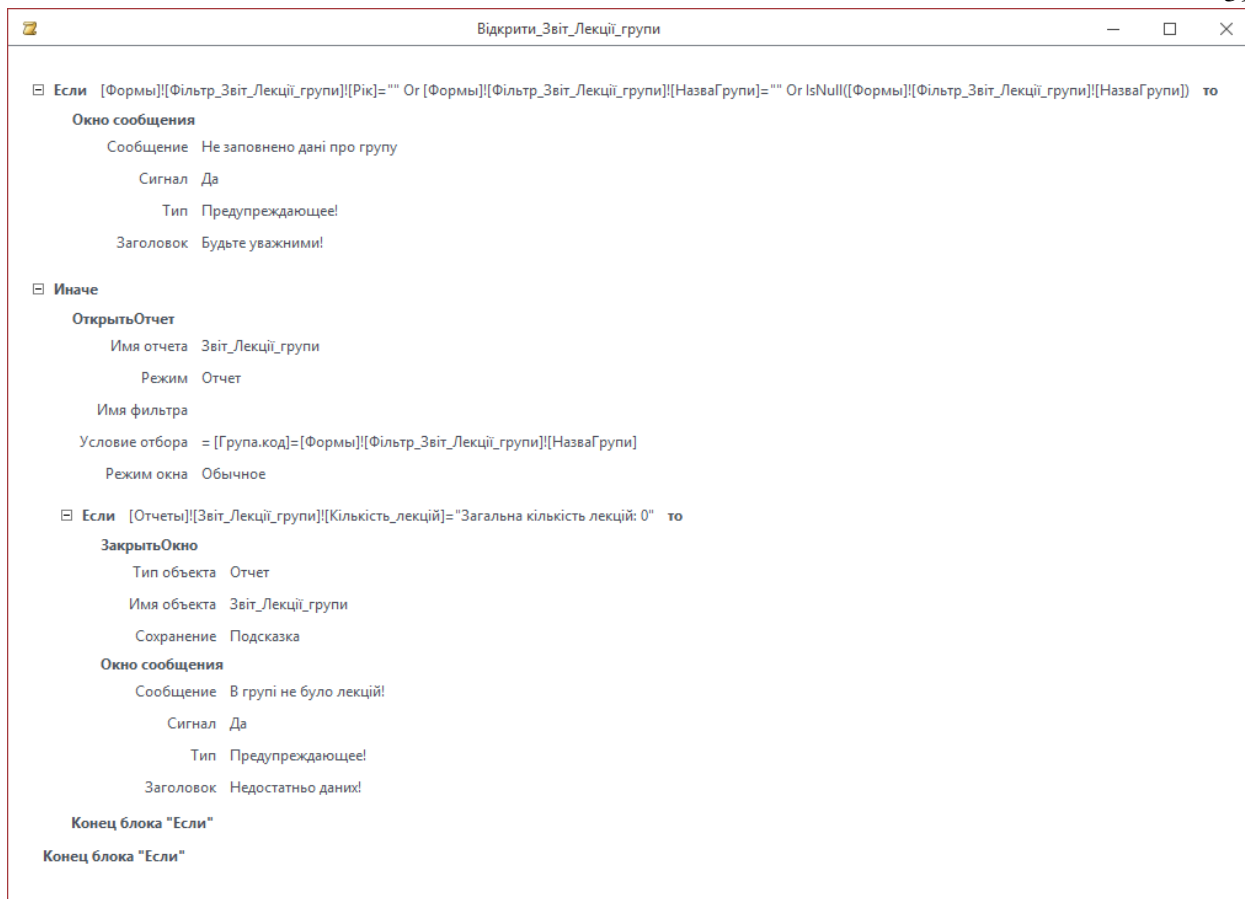 Відкрити_Звіт_Лекції_групи
Если [Формы]![Фільтр_Звіт_Лекції_групи]![Рік]="" Or [Формы]![Фільтр_Звіт_Лекції_групи]![НазваГрупи]="" Or IsNull([Формы]![Фільтр_Звіт_Лекції_групи]![НазваГрупи]) то
Окно сообщения
Сообщение Не заповнено дані про групу
Сигнал Да
Тип Предупреждающее!
Заголовок Будьте уважними!
Иначе
ОткрытьОтчет
Имя отчета Звіт_Лекції_групи
Режим Отчет
Имя фильтра
Условие отбора = [Група.код]=[Формы]![Фільтр_Звіт_Лекції_групи]![НазваГрупи]
Режим окна Обычное
Если [Отчеты]![Звіт_Лекції_групи]![Кількість_лекцій]="Загальна кількість лекцій: 0" то
ЗакрытьОкно
Тип объекта Отчет
Имя объекта Звіт_Лекції_групи
Сохранение Подсказка
Окно сообщения
Сообщение В групі не було лекцій!
Сигнал Да
Тип Предупреждающее!
Заголовок Недостатньо даних!
Конец блока "Если"
Конец блока "Если"